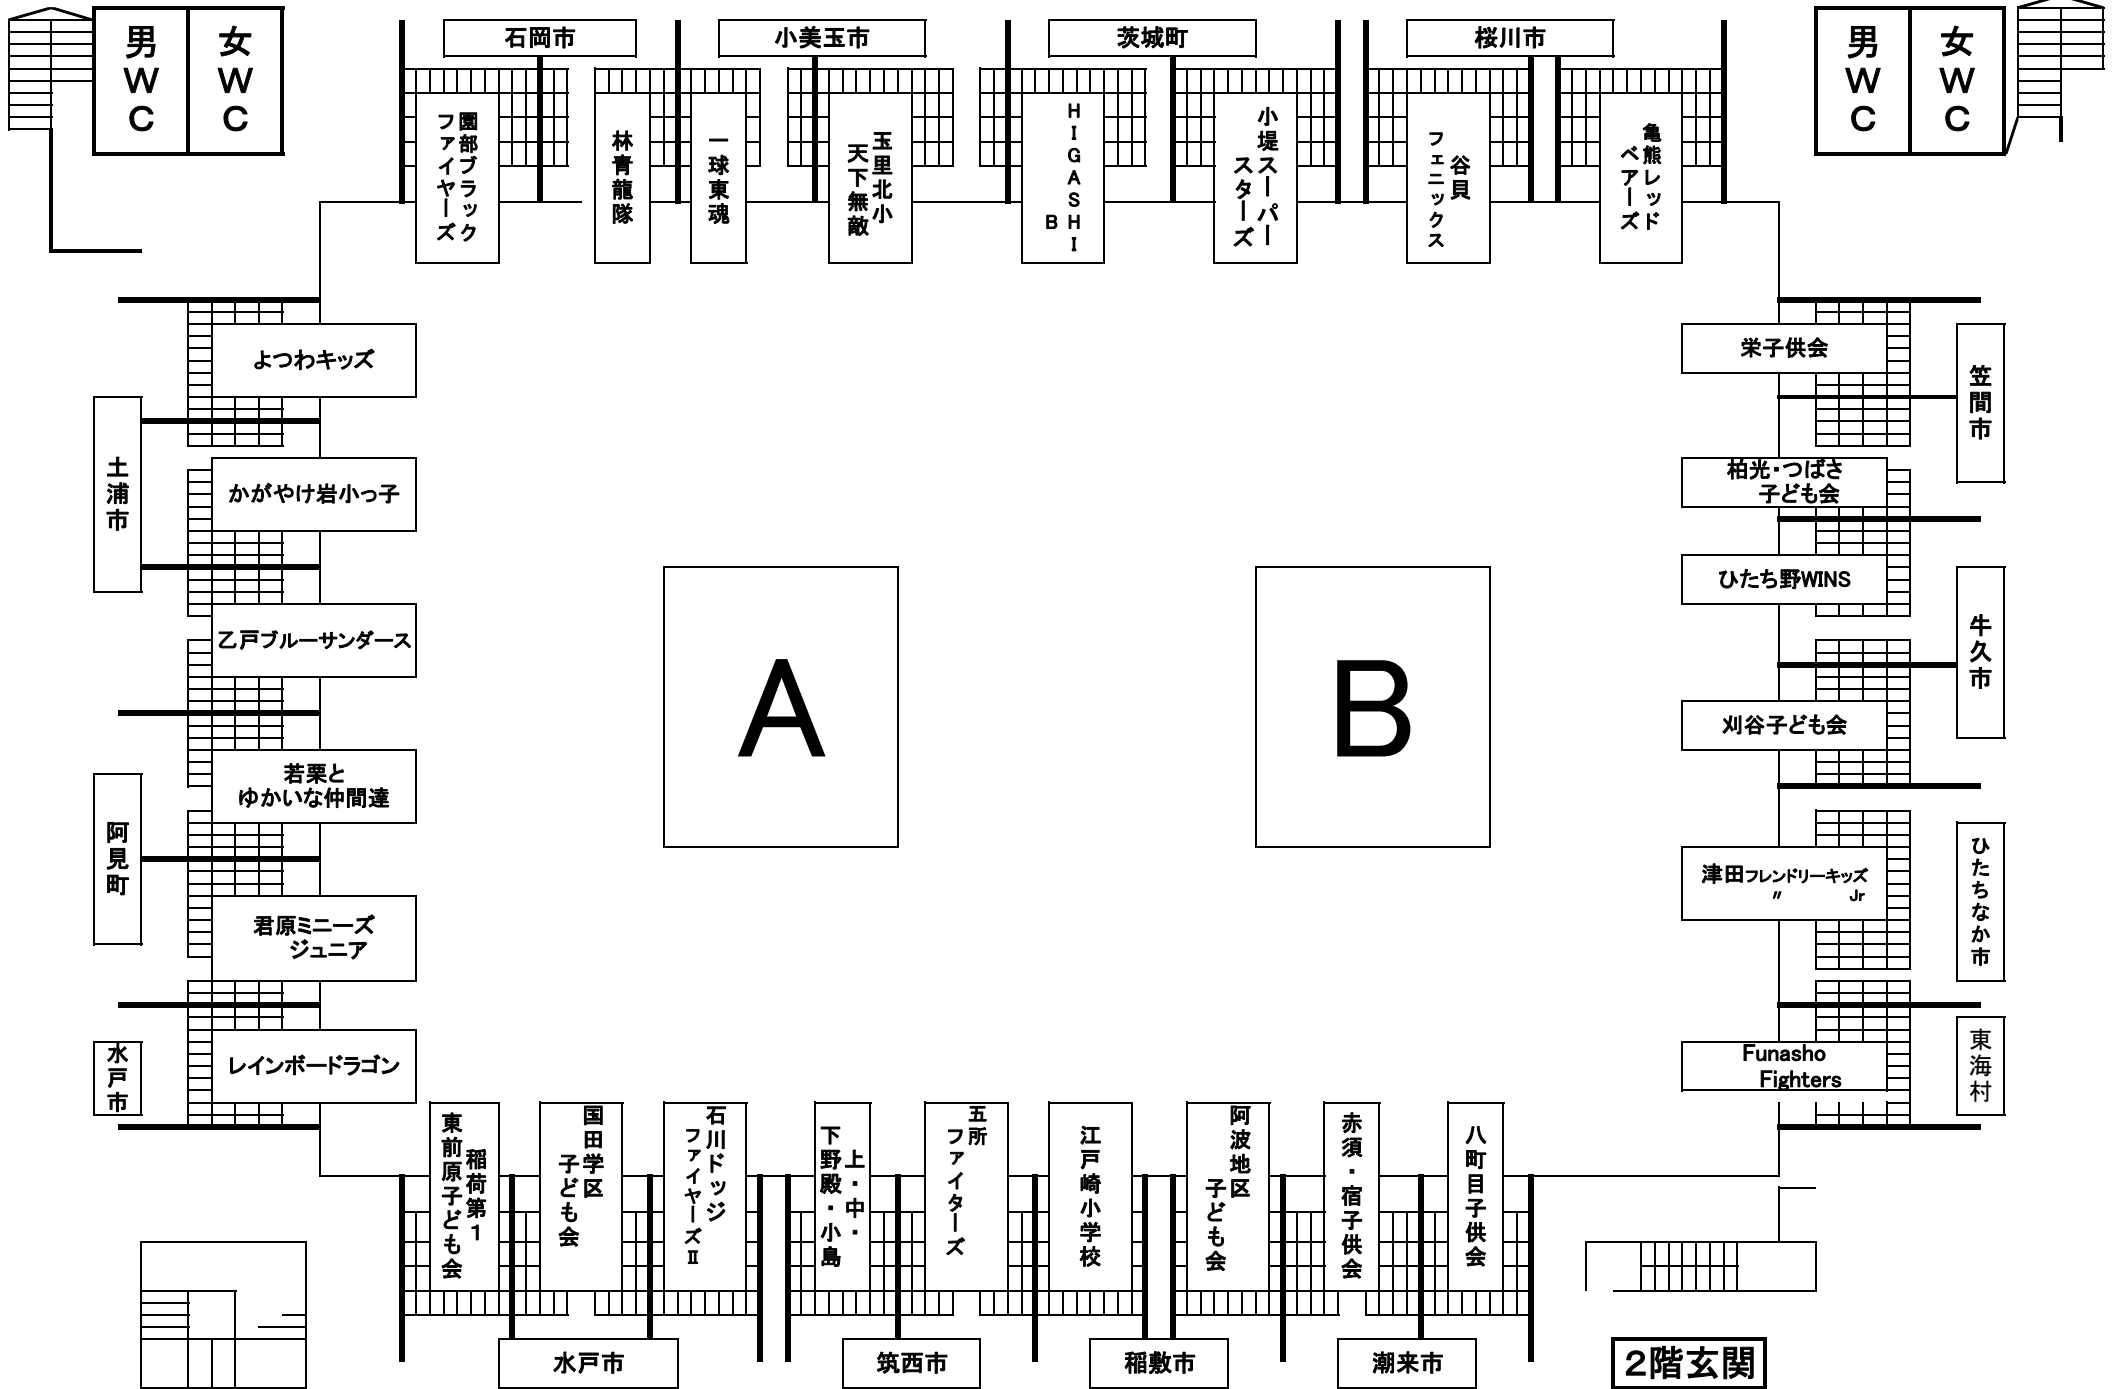 男WC
女WC
石岡市
小美玉市
茨城町
桜川市
男WC
女WC
園部ブラック
ファイヤーズ
林青龍隊
一球東魂
玉里北小
天下無敵
HIGASHI
B
小堤スーパー
スターズ
谷貝
フェニックス
亀熊レッド
ベアーズ
よつわキッズ
土浦市
かがやけ岩小っ子
乙戸ブルーサンダース
若栗と
ゆかいな仲間達
阿見町
君原ミニーズ
ジュニア
水戸市
レインボードラゴン
A
B
栄子供会
笠間市
柏光・つばさ
子ども会
ひたち野WINS
牛久市
刈谷子ども会
津田フレンドリーキッズ
〃 Jr
ひたちなか市
Funasho
Fighters
東海村
稲荷第1
東前原子ども会
国田学区
子ども会
石川ドッジ
ファイヤーズⅡ
上・中・
下野殿・小島
五所
ファイターズ
江戸崎小学校
阿波地区
子ども会
赤須・宿子供会
八町目子供会
水戸市
筑西市
稲敷市
潮来市
2階玄関